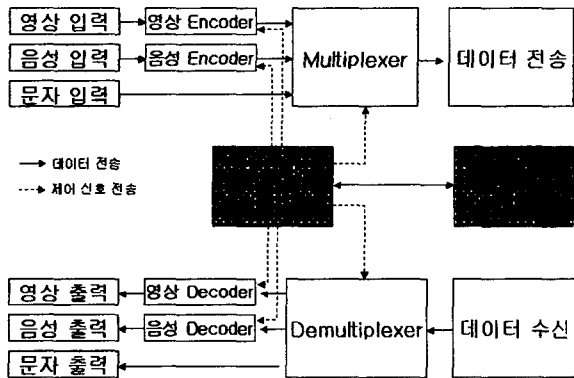 영상 입력
영상 Encoder
음성 입력
음성 Encoder
문자 입력
Multiplexer
데이터 전송
데이터 전송
제어 신호 전송
영상 출력
영상 Decoder
음성 출력
음성 Decoder
문자 출력
Demultiplexer
데이터 수신